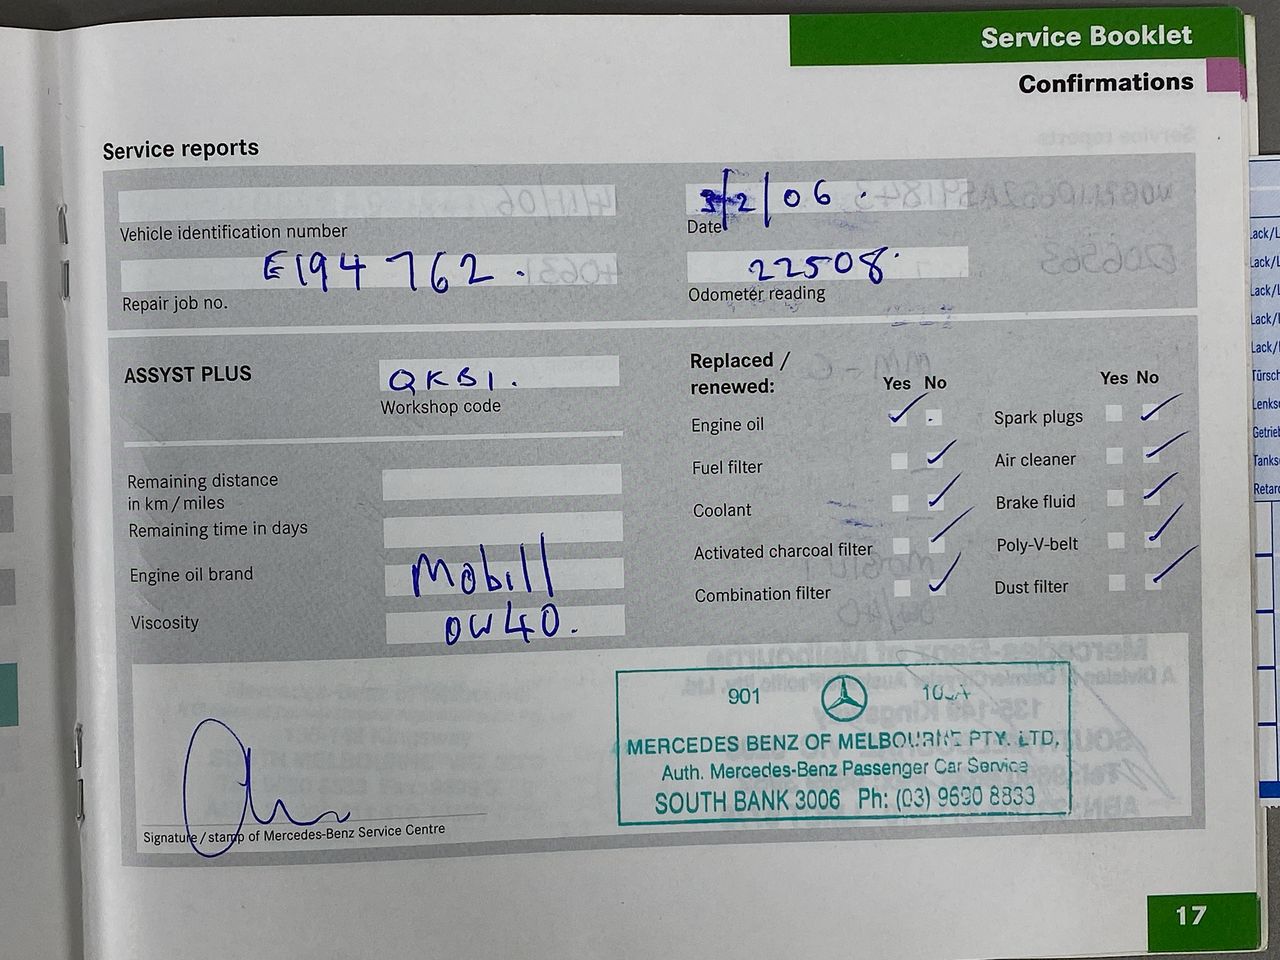 Service Booklet
Confirmations
Service reports
Vehicle identification number
3/2/06.
Date
E194762.
Repair job no.
22508.
Odometer reading
ASSYST PLUS
QKB1.
Workshop code
Remaining distance
in km/miles
Remaining time in days
Engine oil brand
Mobil1
Viscosity
0W40.
Replaced /
renewed:
Yes No
Engine oil
Fuel filter
Coolant
Activated charcoal filter
Combination filter
Yes No
Spark plugs
Air cleaner
Brake fluid
Poly-V-belt
Dust filter
Signature/stamp of Mercedes-Benz Service Centre
901
MERCEDES BENZ OF MELBOURNE PTY. LTD,
Auth. Mercedes-Benz Passenger Car Service
SOUTH BANK 3006 Ph: (03) 9690 8833
17